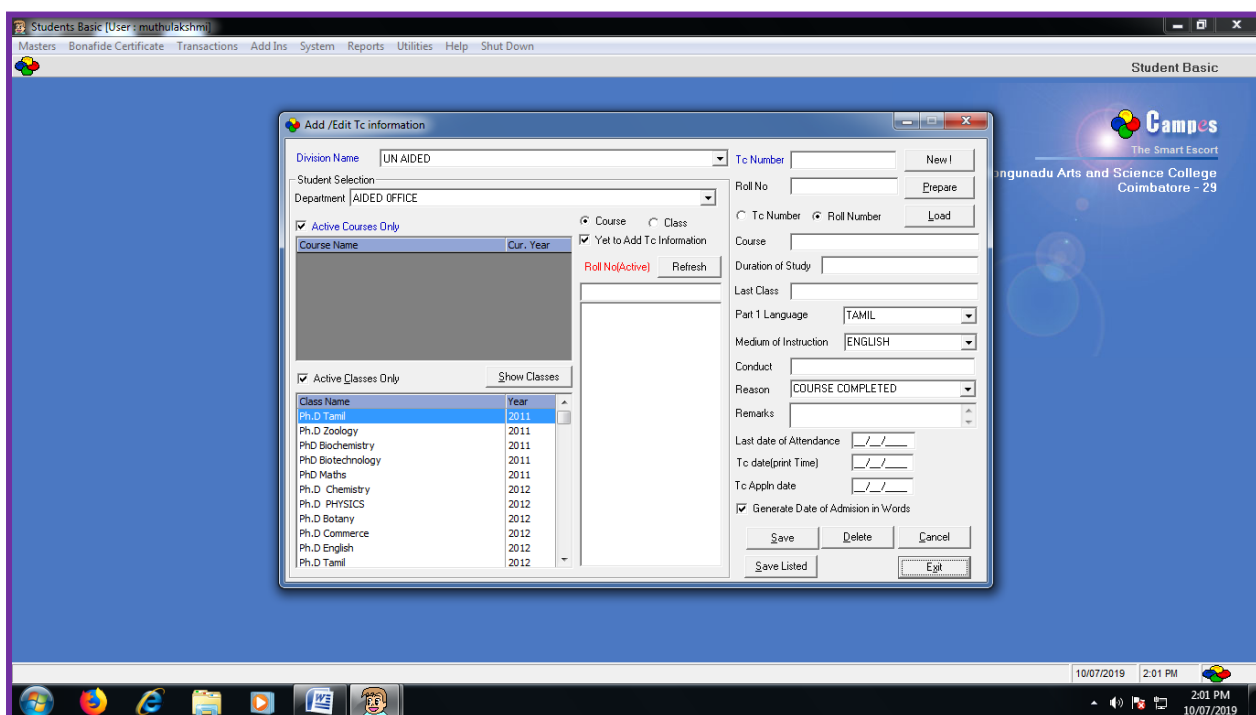 Students Basic [User : muthulakshmi]
Masters Bonafide Certificate Transactions Add Ins System Reports Utilities Help Shut Down
Student Basic
Campes
The Smart Escort
ongunadu Arts and Science College
Coimbatore - 29
Add /Edit Tc information
Division Name UN AIDED
Student Selection
Department AIDED OFFICE
Active Courses Only
Course Name Cur. Year
Active Classes Only Show Classes
Class Name Year
Ph.D Tamil 2011
Ph.D Zoology 2011
PhD Biochemistry 2011
PhD Biotechnology 2011
PhD Maths 2011
Ph.D Chemistry 2012
Ph.D PHYSICS 2012
Ph.D Botany 2012
Ph.D Commerce 2012
Ph.D English 2012
Ph.D Tamil 2012
Course Class
Yet to Add Tc Information
Roll No(Active) Refresh
Tc Number New !
Roll No Prepare
Tc Number Roll Number Load
Course
Duration of Study
Last Class
Part 1 Language TAMIL
Medium of Instruction ENGLISH
Conduct
Reason COURSE COMPLETED
Remarks
Last date of Attendance __/__/____
Tc date(print Time) __/__/____
Tc Appln date __/__/____
Generate Date of Admision in Words
Save Delete Cancel
Save Listed Exit
10/07/2019 2:01 PM
2:01 PM
10/07/2019